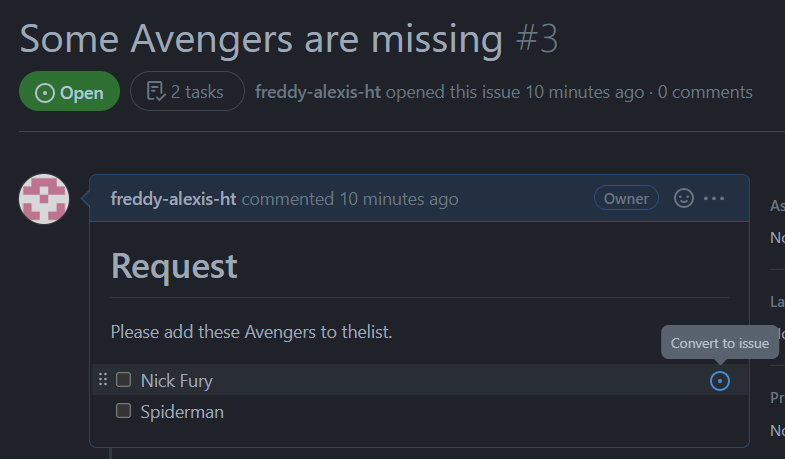 Some Avengers are missing #3
Open 2 tasks freddy-alexis-ht opened this issue 10 minutes ago · 0 comments
freddy-alexis-ht commented 10 minutes ago Owner
As
Request
No
La
Please add these Avengers to thelist.
Convert to issue
Nick Fury
Pr
Spiderman
No